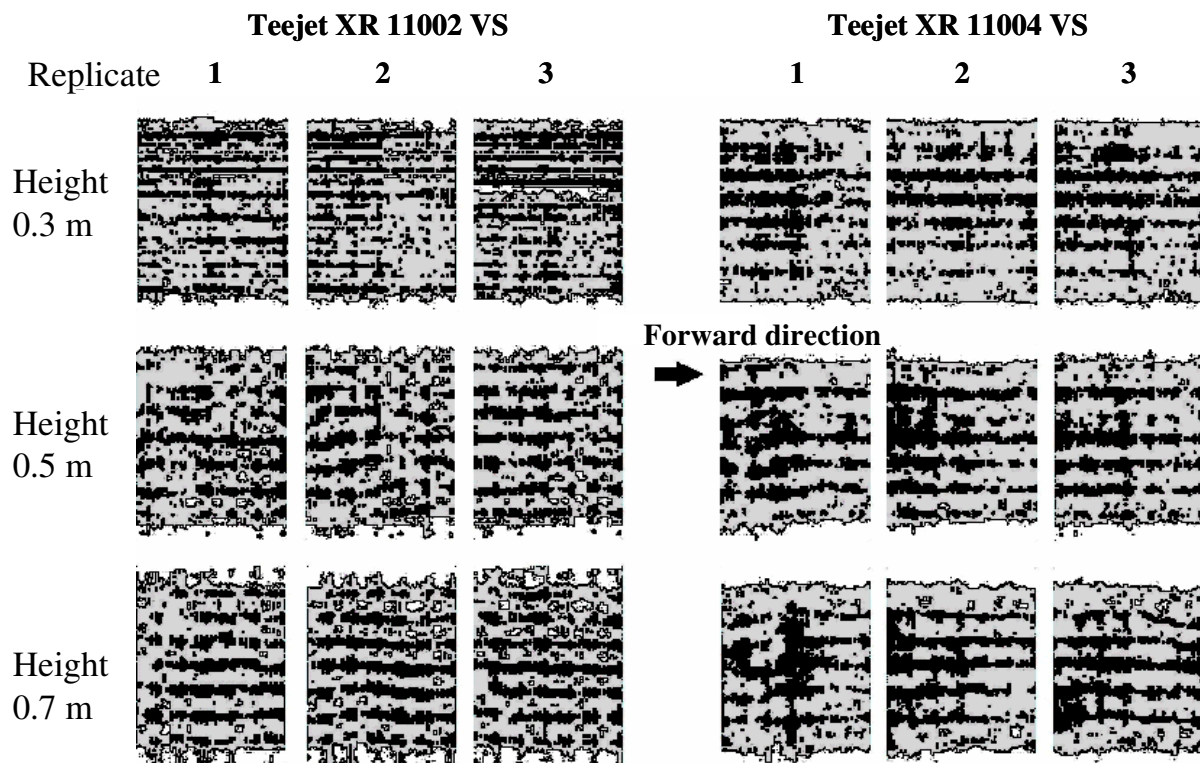 Teejet XR 11002 VS Teejet XR 11004 VS
Replicate 1 2 3 1 2 3
Height
0.3 m
Forward direction
Height
0.5 m
Height
0.7 m